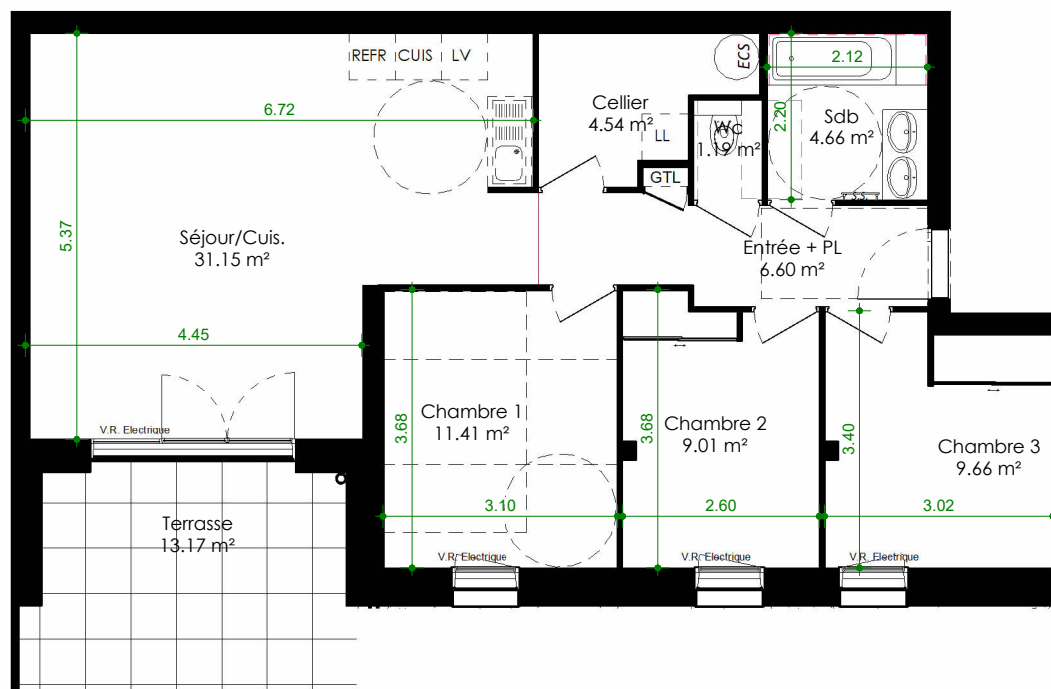 REFR
CUIS
LV
ECS
2.12
6.72
Cellier
4.54 m²
2.20
Sdb
4.66 m²
LL
Wc
1.19 m²
GTL
S.S.
5.37
Séjour/Cuis.
31.15 m²
Entrée + PL
6.60 m²
4.45
V.R. Electrique
Chambre 1
11.41 m²
3.68
Chambre 2
9.01 m²
3.68
3.40
Chambre 3
9.66 m²
Terrasse
13.17 m²
3.10
2.60
3.02
V.R. Electrique
V.R. Electrique
V.R. Electrique